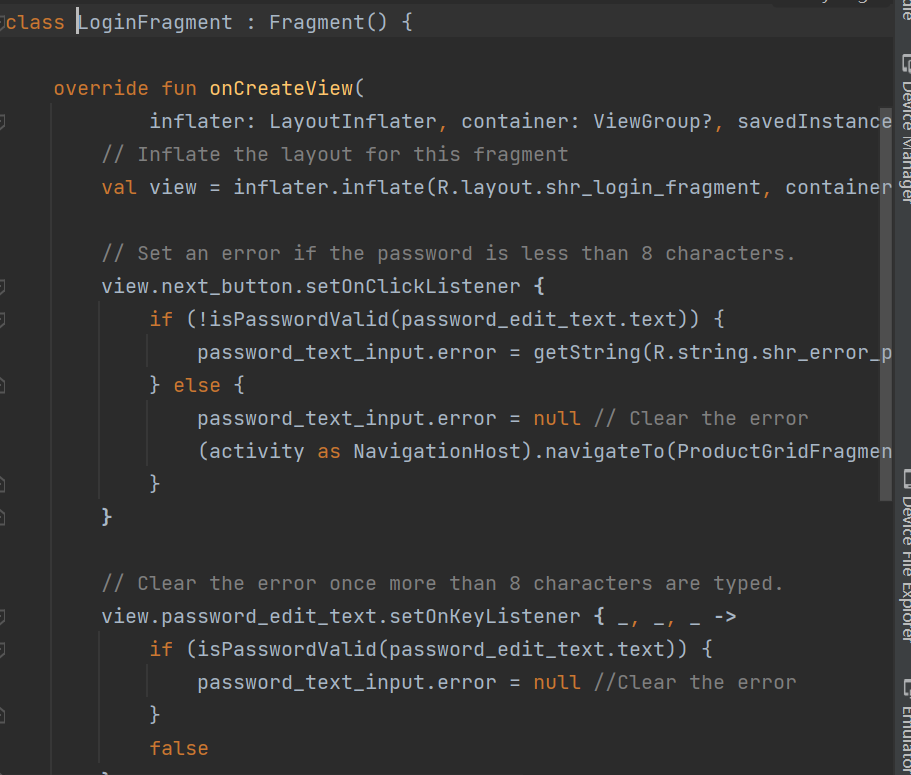 class LoginFragment : Fragment() {
override fun onCreateView(
inflater: LayoutInflater, container: ViewGroup?, savedInstance
// Inflate the layout for this fragment
val view = inflater.inflate(R.layout.shr_login_fragment, container
// Set an error if the password is less than 8 characters.
view.next_button.setOnClickListener {
if (!isPasswordValid(password_edit_text.text)) {
password_text_input.error = getString(R.string.shr_error_p
} else {
password_text_input.error = null // Clear the error
(activity as NavigationHost).navigateTo(ProductGridFragmen
}
}
// Clear the error once more than 8 characters are typed.
view.password_edit_text.setOnKeyListener { _, _, _ ->
if (isPasswordValid(password_edit_text.text)) {
password_text_input.error = null //Clear the error
}
false
Device Manager
Device File Explorer
Emulator